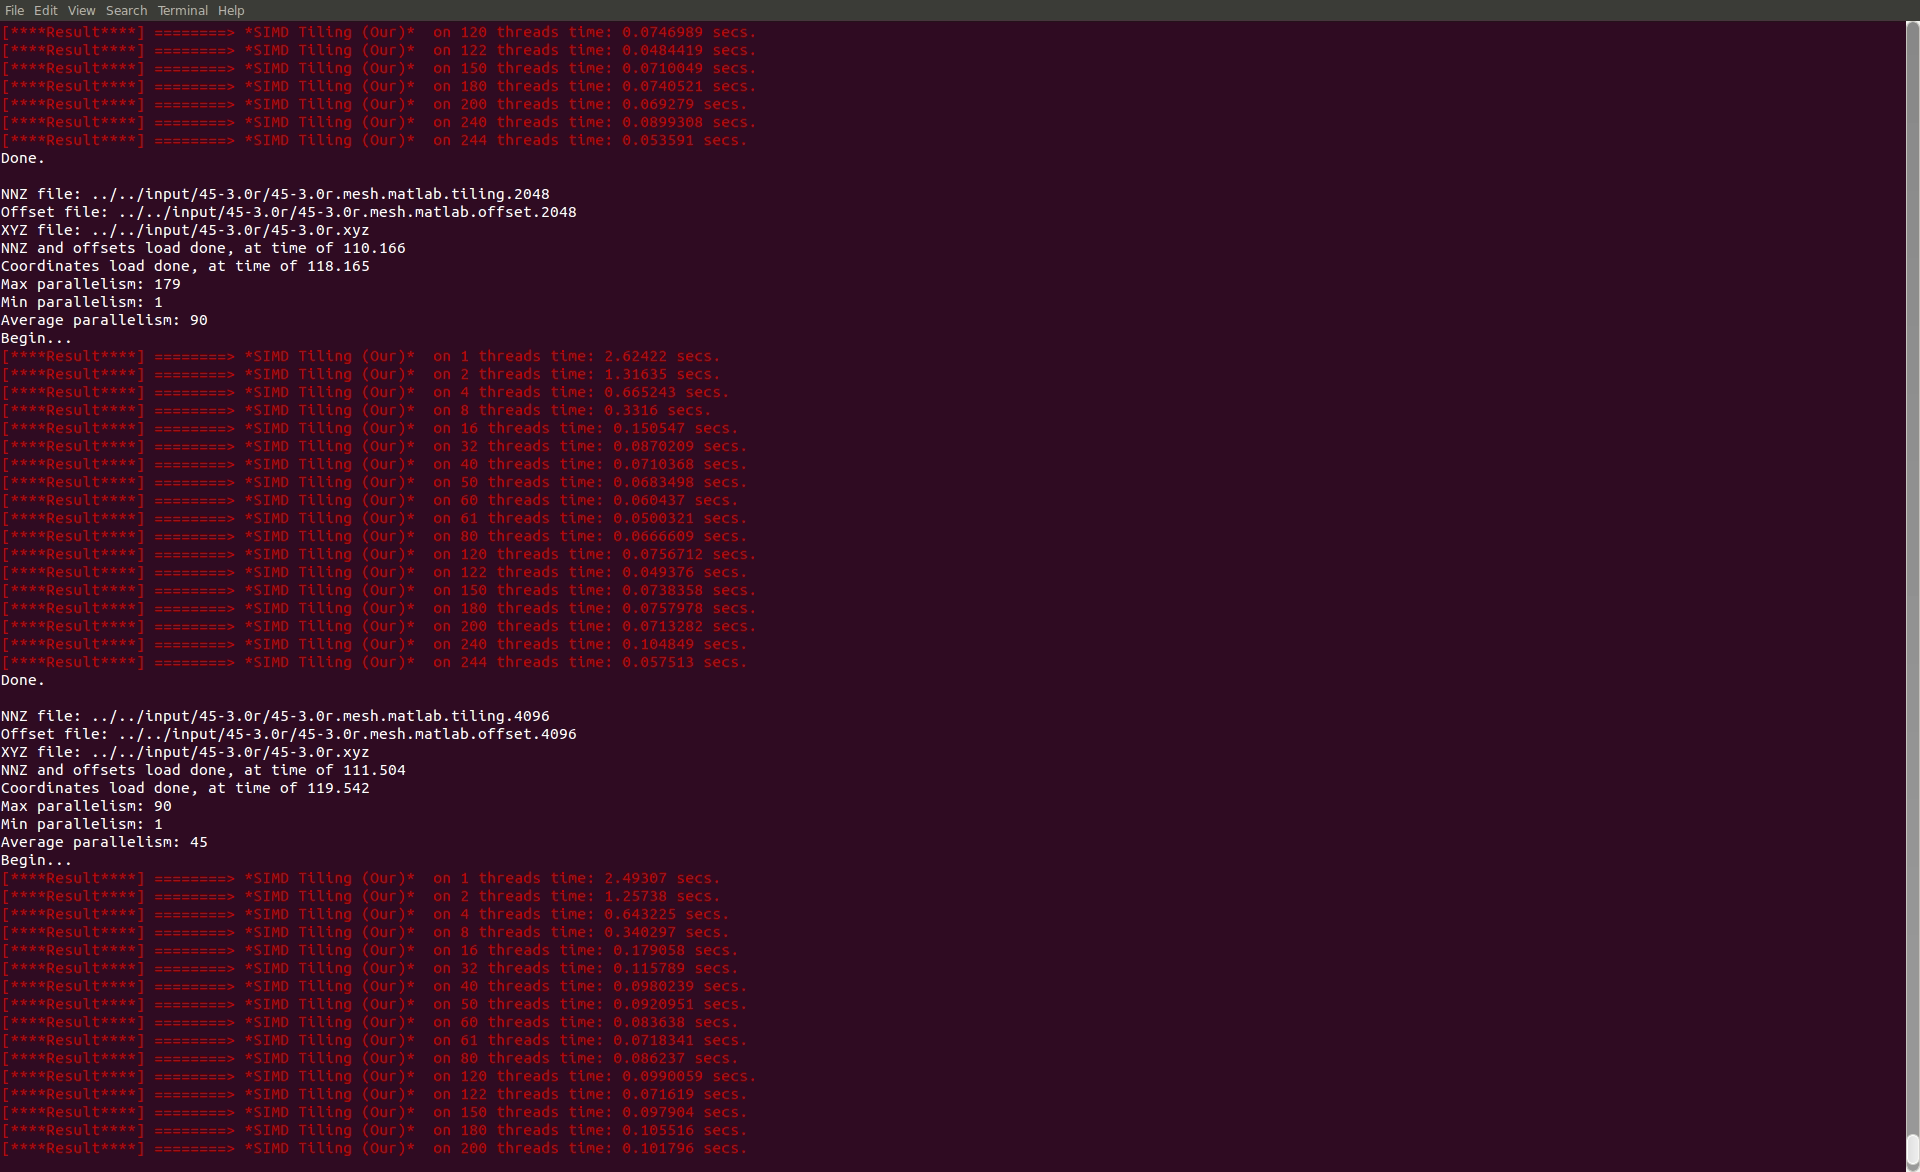 File Edit View Search Terminal Help
[****Result****] ========> *SIMD Tiling (Our)*  on 120 threads time: 0.0746989 secs.
[****Result****] ========> *SIMD Tiling (Our)*  on 122 threads time: 0.0484419 secs.
[****Result****] ========> *SIMD Tiling (Our)*  on 150 threads time: 0.0710049 secs.
[****Result****] ========> *SIMD Tiling (Our)*  on 180 threads time: 0.0740521 secs.
[****Result****] ========> *SIMD Tiling (Our)*  on 200 threads time: 0.069279 secs.
[****Result****] ========> *SIMD Tiling (Our)*  on 240 threads time: 0.0899308 secs.
[****Result****] ========> *SIMD Tiling (Our)*  on 244 threads time: 0.053591 secs.
Done.
NNZ file: ../../input/45-3.0r/45-3.0r.mesh.matlab.tiling.2048
Offset file: ../../input/45-3.0r/45-3.0r.mesh.matlab.offset.2048
XYZ file: ../../input/45-3.0r/45-3.0r.xyz
NNZ and offsets load done, at time of 110.166
Coordinates load done, at time of 118.165
Max parallelism: 179
Min parallelism: 1
Average parallelism: 90
Begin...
[****Result****] ========> *SIMD Tiling (Our)*  on 1 threads time: 2.62422 secs.
[****Result****] ========> *SIMD Tiling (Our)*  on 2 threads time: 1.31635 secs.
[****Result****] ========> *SIMD Tiling (Our)*  on 4 threads time: 0.665243 secs.
[****Result****] ========> *SIMD Tiling (Our)*  on 8 threads time: 0.3316 secs.
[****Result****] ========> *SIMD Tiling (Our)*  on 16 threads time: 0.150547 secs.
[****Result****] ========> *SIMD Tiling (Our)*  on 32 threads time: 0.0870209 secs.
[****Result****] ========> *SIMD Tiling (Our)*  on 40 threads time: 0.0710368 secs.
[****Result****] ========> *SIMD Tiling (Our)*  on 50 threads time: 0.0683498 secs.
[****Result****] ========> *SIMD Tiling (Our)*  on 60 threads time: 0.060437 secs.
[****Result****] ========> *SIMD Tiling (Our)*  on 61 threads time: 0.0500321 secs.
[****Result****] ========> *SIMD Tiling (Our)*  on 80 threads time: 0.0666609 secs.
[****Result****] ========> *SIMD Tiling (Our)*  on 120 threads time: 0.0756712 secs.
[****Result****] ========> *SIMD Tiling (Our)*  on 122 threads time: 0.049376 secs.
[****Result****] ========> *SIMD Tiling (Our)*  on 150 threads time: 0.0738358 secs.
[****Result****] ========> *SIMD Tiling (Our)*  on 180 threads time: 0.0757978 secs.
[****Result****] ========> *SIMD Tiling (Our)*  on 200 threads time: 0.0713282 secs.
[****Result****] ========> *SIMD Tiling (Our)*  on 240 threads time: 0.104849 secs.
[****Result****] ========> *SIMD Tiling (Our)*  on 244 threads time: 0.057513 secs.
Done.
NNZ file: ../../input/45-3.0r/45-3.0r.mesh.matlab.tiling.4096
Offset file: ../../input/45-3.0r/45-3.0r.mesh.matlab.offset.4096
XYZ file: ../../input/45-3.0r/45-3.0r.xyz
NNZ and offsets load done, at time of 111.504
Coordinates load done, at time of 119.542
Max parallelism: 90
Min parallelism: 1
Average parallelism: 45
Begin...
[****Result****] ========> *SIMD Tiling (Our)*  on 1 threads time: 2.49307 secs.
[****Result****] ========> *SIMD Tiling (Our)*  on 2 threads time: 1.25738 secs.
[****Result****] ========> *SIMD Tiling (Our)*  on 4 threads time: 0.643225 secs.
[****Result****] ========> *SIMD Tiling (Our)*  on 8 threads time: 0.340297 secs.
[****Result****] ========> *SIMD Tiling (Our)*  on 16 threads time: 0.179058 secs.
[****Result****] ========> *SIMD Tiling (Our)*  on 32 threads time: 0.115789 secs.
[****Result****] ========> *SIMD Tiling (Our)*  on 40 threads time: 0.0980239 secs.
[****Result****] ========> *SIMD Tiling (Our)*  on 50 threads time: 0.0920951 secs.
[****Result****] ========> *SIMD Tiling (Our)*  on 60 threads time: 0.083638 secs.
[****Result****] ========> *SIMD Tiling (Our)*  on 61 threads time: 0.0718341 secs.
[****Result****] ========> *SIMD Tiling (Our)*  on 80 threads time: 0.086237 secs.
[****Result****] ========> *SIMD Tiling (Our)*  on 120 threads time: 0.0990059 secs.
[****Result****] ========> *SIMD Tiling (Our)*  on 122 threads time: 0.071619 secs.
[****Result****] ========> *SIMD Tiling (Our)*  on 150 threads time: 0.097904 secs.
[****Result****] ========> *SIMD Tiling (Our)*  on 180 threads time: 0.105516 secs.
[****Result****] ========> *SIMD Tiling (Our)*  on 200 threads time: 0.101796 secs.